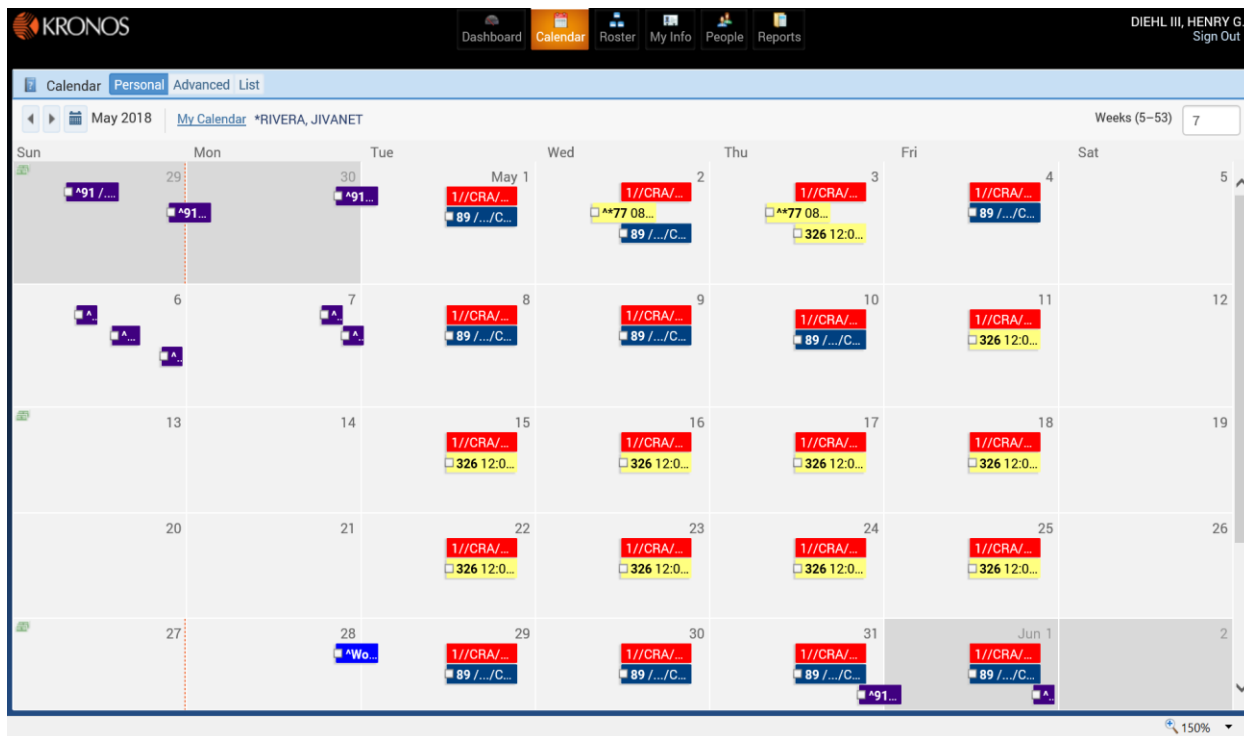 KRONOS
Dashboard Calendar Roster My Info People Reports
DIEHL III, HENRY G.
Sign Out
? Calendar Personal Advanced List
May 2018 My Calendar *RIVERA, JIVANET
Weeks (5–53) 7
Sun Mon Tue Wed Thu Fri Sat
29 30 May 1 2 3 4 5
^91 /.... ^91... 1//CRA/... 1//CRA/... 1//CRA/... 1//CRA/...
^91... 89 /.../C... ^*77 08... ^*77 08... 89 /.../C...
89 /.../C... 326 12:0...
6 7 8 9 10 11 12
^.. ^.. 1//CRA/... 1//CRA/... 1//CRA/... 1//CRA/...
^... ^.. 89 /.../C... 89 /.../C... 89 /.../C... 326 12:0...
^..
13 14 15 16 17 18 19
1//CRA/... 1//CRA/... 1//CRA/... 1//CRA/...
326 12:0... 326 12:0... 326 12:0... 326 12:0...
20 21 22 23 24 25 26
1//CRA/... 1//CRA/... 1//CRA/... 1//CRA/...
326 12:0... 326 12:0... 326 12:0... 326 12:0...
27 28 29 30 31 Jun 1 2
^Wo... 1//CRA/... 1//CRA/... 1//CRA/... 1//CRA/...
89 /.../C... 89 /.../C... 89 /.../C... 89 /.../C...
^91... ^..
150%